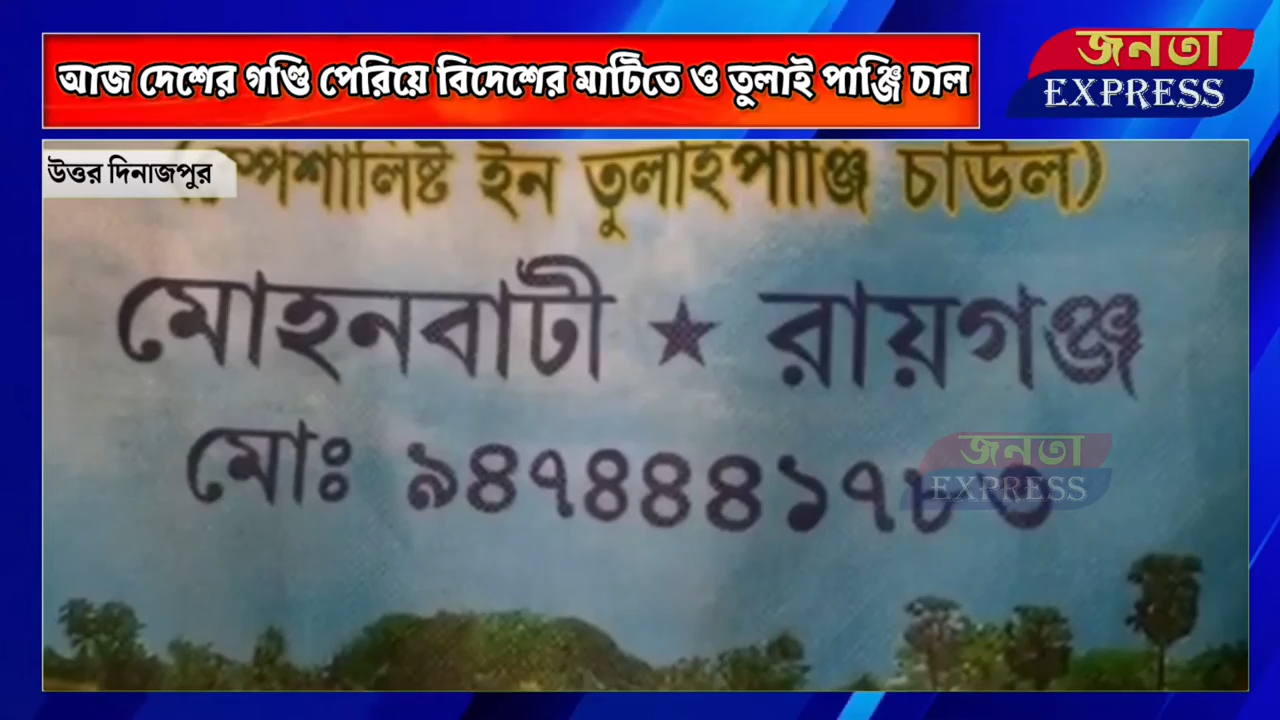 আজ দেশের গণ্ডি পেরিয়ে বিদেশের মাটিতে ও তুলাই পাঞ্জি চাল
জনতা
EXPRESS
উত্তর দিনাজপুর
ইন তুলাইপাঞ্জি চাউল)
মোহনবাটী ★ রায়গঞ্জ
মোঃ ৯৪৭৪৪৪১৭৮৩
জনতা
EXPRESS